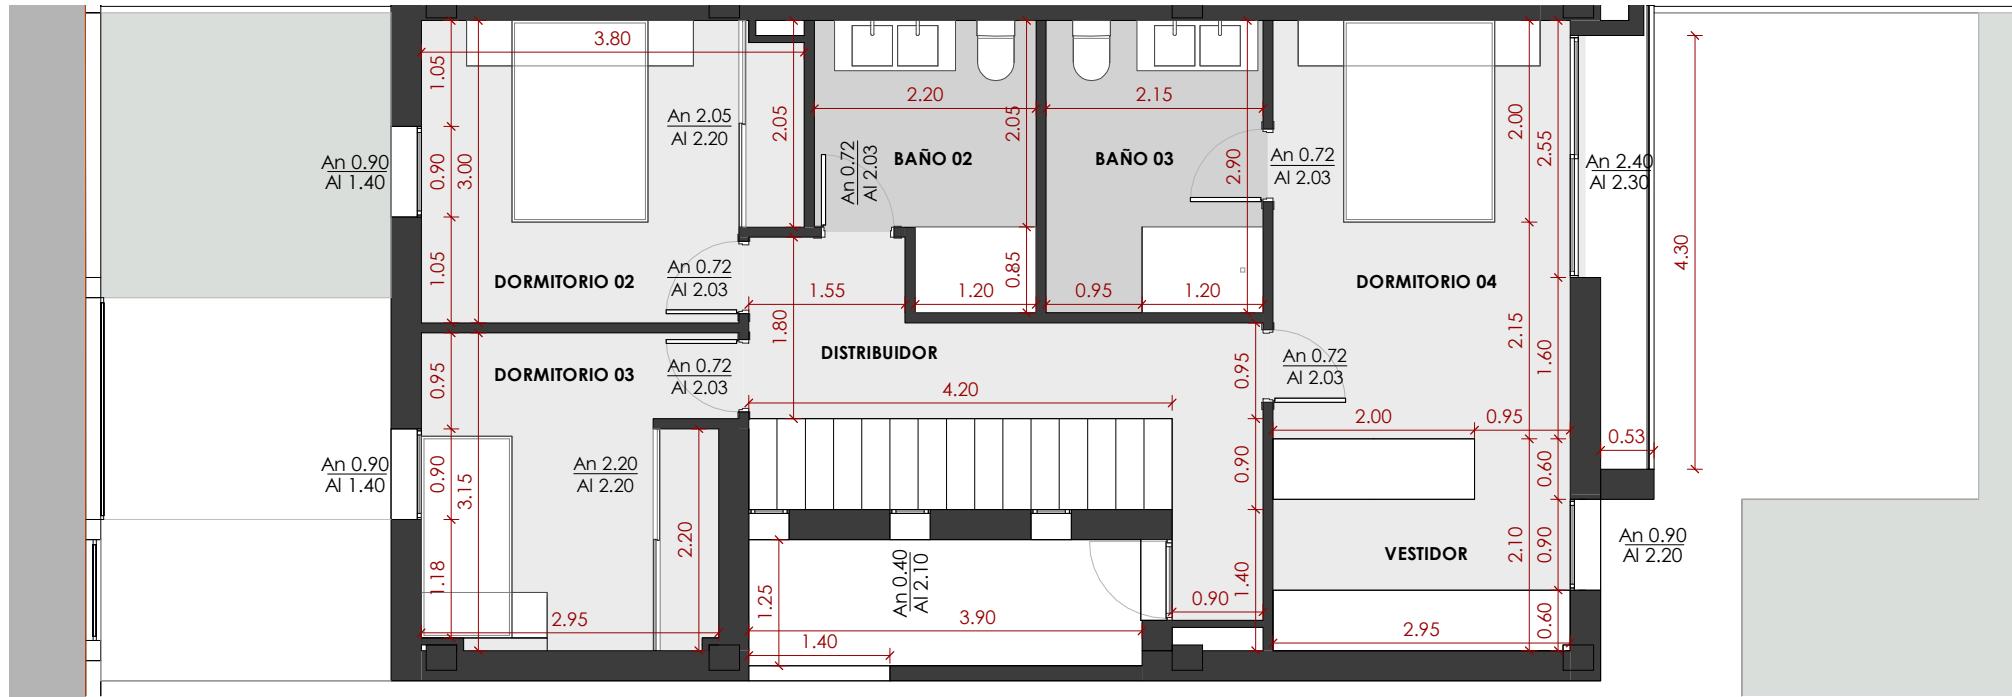 3.80
1.05
0.90
3.00
1.05
An 0.90
Al 1.40
An 2.05
Al 2.20
2.05
DORMITORIO 02
An 0.72
Al 2.03
2.20
2.05
BAÑO 02
An 0.72
Al 2.03
0.85
1.20
1.55
1.80
2.15
BAÑO 03
2.90
0.95
1.20
An 0.72
Al 2.03
2.00
2.55
An 2.40
Al 2.30
4.30
DORMITORIO 04
2.15
1.60
DISTRIBUIDOR
4.20
0.95
An 0.72
Al 2.03
DORMITORIO 03
An 0.72
Al 2.03
0.95
0.90
3.15
1.18
An 0.90
Al 1.40
An 2.20
Al 2.20
2.20
2.95
0.90
1.40
0.90
An 0.40
Al 2.10
1.25
3.90
1.40
2.00
0.95
0.53
0.60
2.10
0.90
VESTIDOR
An 0.90
Al 2.20
2.95
0.60